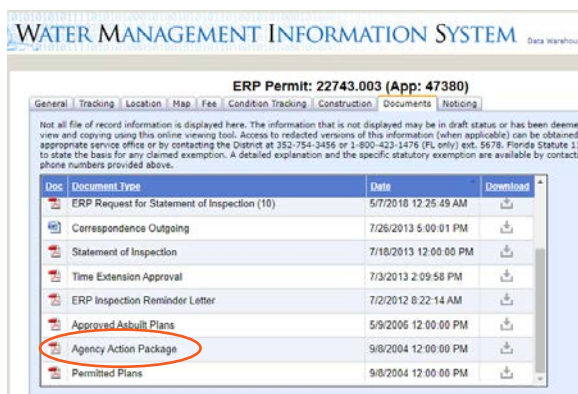 WATER MANAGEMENT INFORMATION SYSTEM Data Warehou
ERP Permit: 22743.003 (App: 47380)
General Tracking Location Map Fee Condition Tracking Construction Documents Noticing
Not all file of record information is displayed here. The information that is not displayed may be in draft status or has been deeme
view and copying using this online viewing tool. Access to redacted versions of this information (when applicable) can be obtained
appropriate service office or by contacting the District at 352-754-3456 or 1-800-423-1476 (FL only) ext. 5678. Florida Statute 11
to state the basis for any claimed exemption. A detailed explanation and the specific statutory exemption are available by contact
phone numbers provided above.
Doc Document Type Date Download
ERP Request for Statement of Inspection (10) 5/7/2018 12:25:49 AM
Correspondence Outgoing 7/26/2013 5:00:01 PM
Statement of Inspection 7/18/2013 12:00:00 PM
Time Extension Approval 7/3/2013 2:09:58 PM
ERP Inspection Reminder Letter 7/2/2012 8:22:14 AM
Approved Asbuilt Plans 5/9/2006 12:00:00 PM
Agency Action Package 9/8/2004 12:00:00 PM
Permitted Plans 9/8/2004 12:00:00 PM